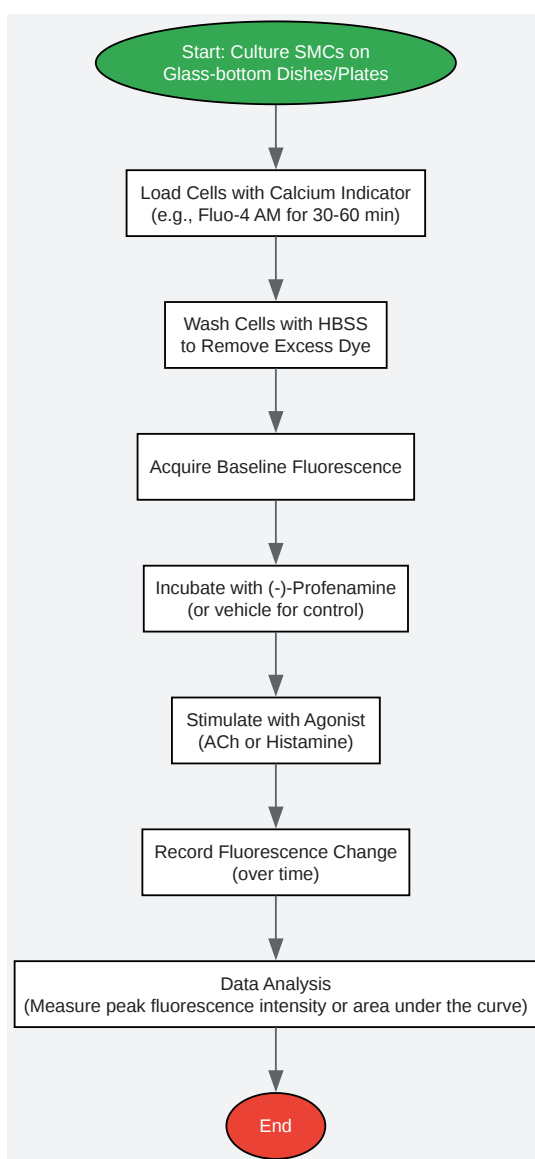 Start: Culture SMCs on
Glass-bottom Dishes/Plates
Load Cells with Calcium Indicator
(e.g., Fluo-4 AM for 30-60 min)
Wash Cells with HBSS
to Remove Excess Dye
Acquire Baseline Fluorescence
Incubate with (-)-Profenamine
(or vehicle for control)
Stimulate with Agonist
(ACh or Histamine)
Record Fluorescence Change
(over time)
Data Analysis
(Measure peak fluorescence intensity or area under the curve)
End